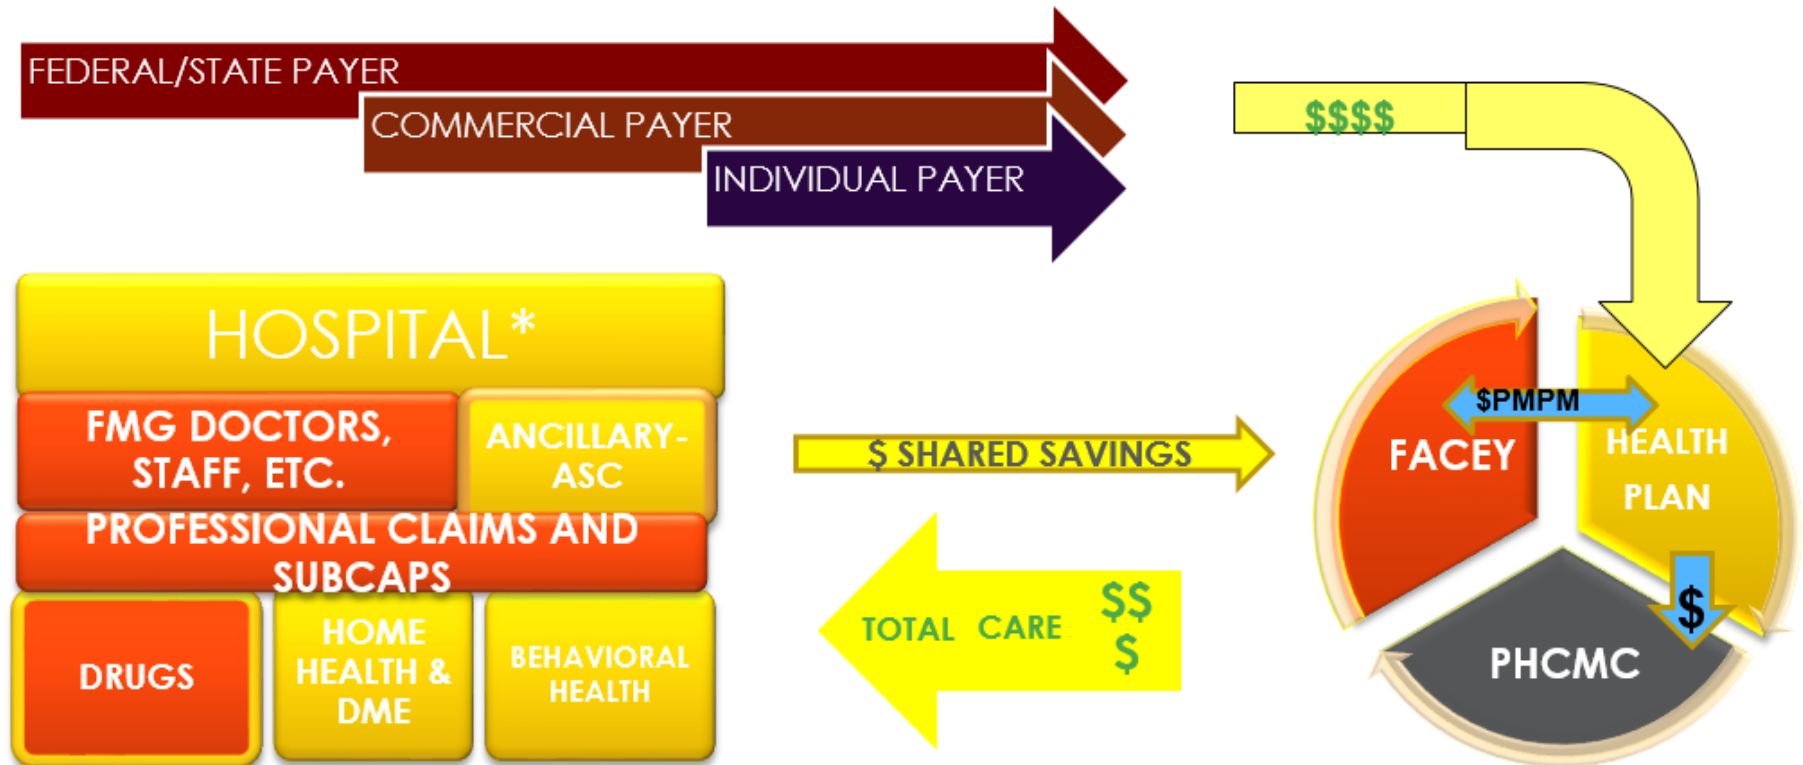 FEDERAL/STATE PAYER
COMMERCIAL PAYER
INDIVIDUAL PAYER
$$$$
HOSPITAL*
FMG DOCTORS,
STAFF, ETC.
ANCILLARY-
ASC
PROFESSIONAL CLAIMS AND
SUBCAPS
DRUGS
HOME
HEALTH &
DME
BEHAVIORAL
HEALTH
$ SHARED SAVINGS
TOTAL CARE $$
$
$PMPM
FACEY
HEALTH
PLAN
$
PHCMC